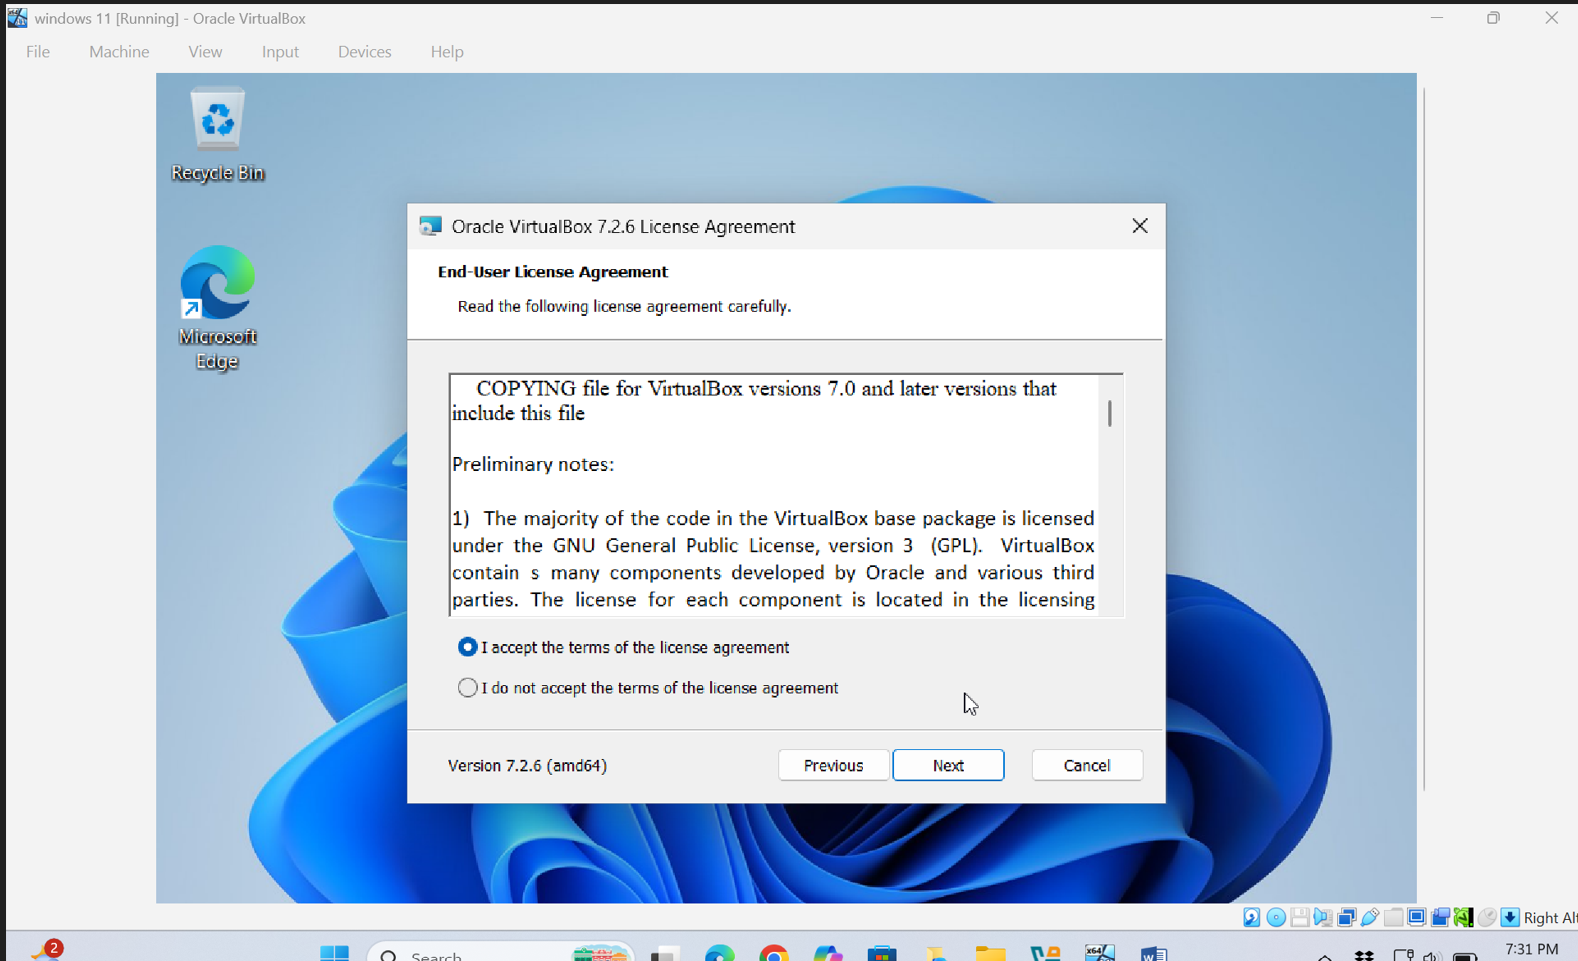 windows 11 [Running] - Oracle VirtualBox
File Machine View Input Devices Help
Recycle Bin
Microsoft
Edge
Oracle VirtualBox 7.2.6 License Agreement
End-User License Agreement
Read the following license agreement carefully.
COPYING file for VirtualBox versions 7.0 and later versions that
include this file
Preliminary notes:
1) The majority of the code in the VirtualBox base package is licensed
under the GNU General Public License, version 3 (GPL). VirtualBox
contain s many components developed by Oracle and various third
parties. The license for each component is located in the licensing
I accept the terms of the license agreement
I do not accept the terms of the license agreement
Version 7.2.6 (amd64)
Previous
Next
Cancel
Right Alt
2
Search
x64
W
7:31 PM